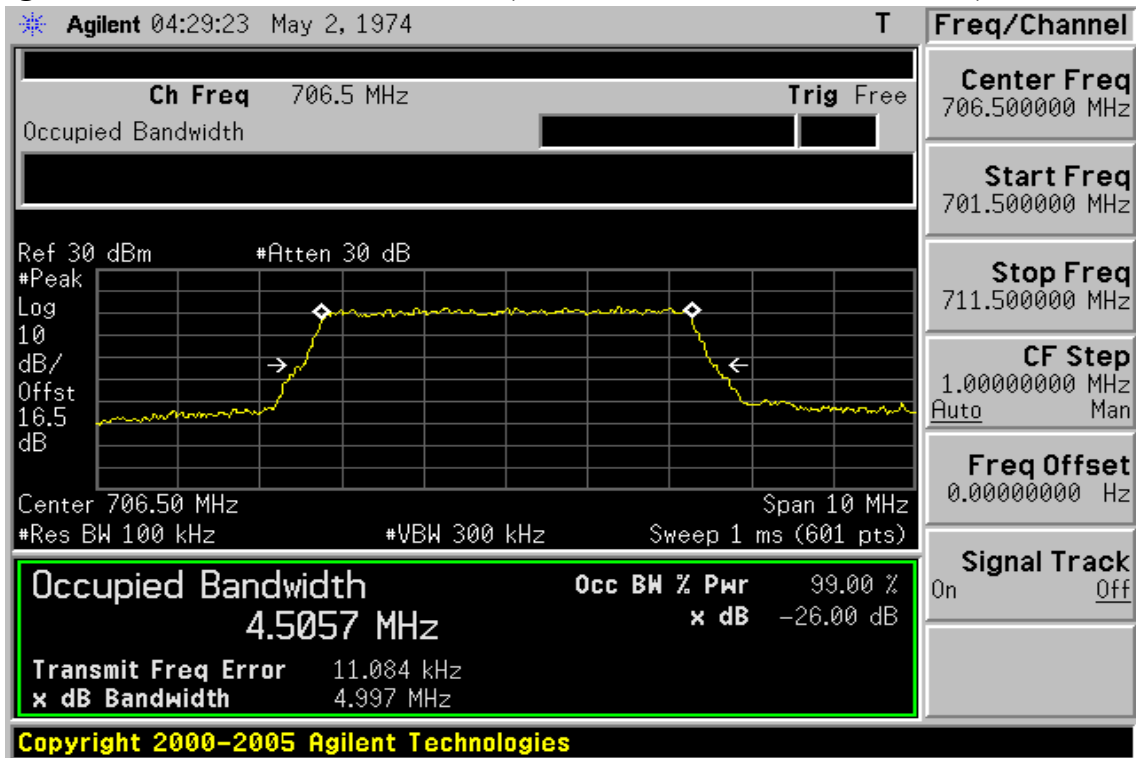 Agilent 04:29:23 May 2, 1974 T
Freq/Channel
Ch Freq 706.5 MHz Trig Free
Occupied Bandwidth
Ref 30 dBm #Atten 30 dB
#Peak
Log
10
dB/
Offst
16.5
dB
Center 706.50 MHz Span 10 MHz
#Res BW 100 kHz #VBW 300 kHz Sweep 1 ms (601 pts)
Occupied Bandwidth
4.5057 MHz
Occ BW % Pwr 99.00 %
x dB -26.00 dB
Transmit Freq Error 11.084 kHz
x dB Bandwidth 4.997 MHz
Center Freq
706.500000 MHz
Start Freq
701.500000 MHz
Stop Freq
711.500000 MHz
CF Step
1.00000000 MHz
Auto Man
Freq Offset
0.00000000 Hz
Signal Track
On Off
Copyright 2000-2005 Agilent Technologies